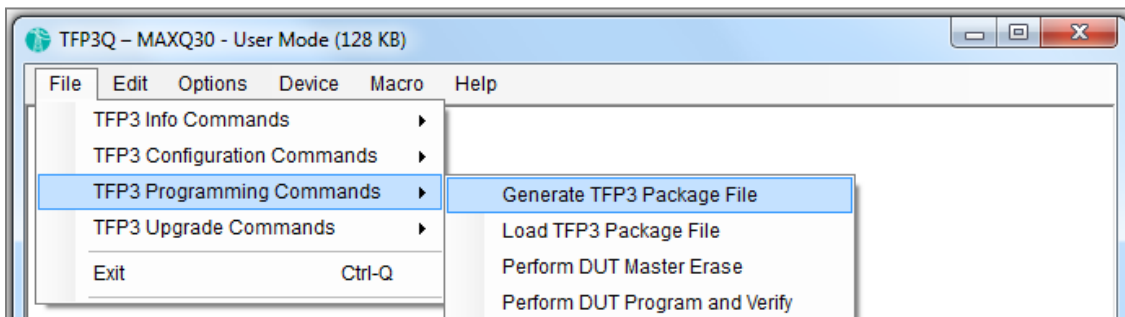 TFP3Q – MAXQ30 - User Mode (128 KB)
File Edit Options Device Macro Help
TFP3 Info Commands
TFP3 Configuration Commands
TFP3 Programming Commands
TFP3 Upgrade Commands
Exit Ctrl-Q
Generate TFP3 Package File
Load TFP3 Package File
Perform DUT Master Erase
Perform DUT Program and Verify